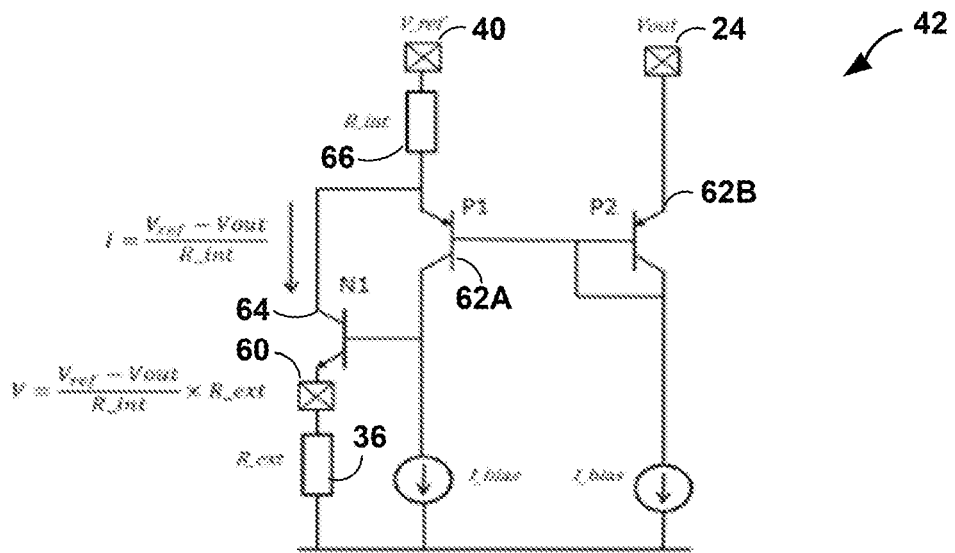 V_ref 40 Vout 24 42
R_int
66
P1 P2 62B
i = (V_ref − Vout) / R_int
N1 62A
64
60
V = (V_ref − Vout) / R_int × R_ext
36
R_ext I_bias I_bias